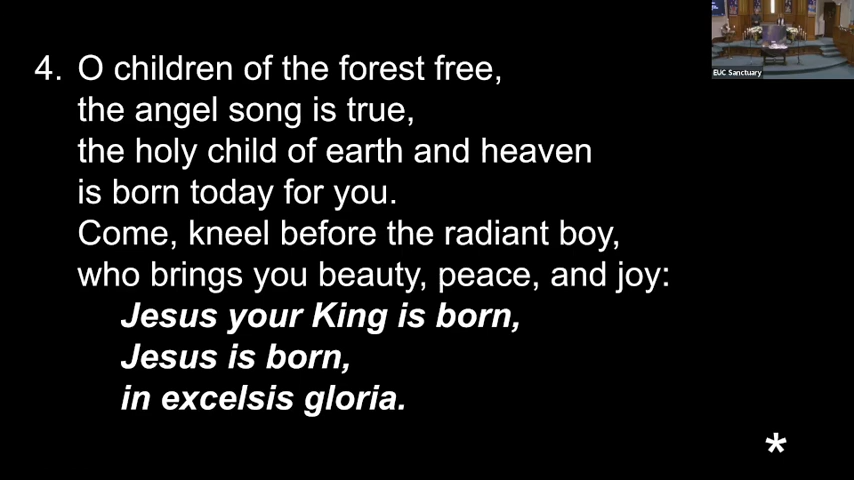 4. O children of the forest free,
the angel song is true,
the holy child of earth and heaven
is born today for you.
Come, kneel before the radiant boy,
who brings you beauty, peace, and joy:
Jesus your King is born,
Jesus is born,
in excelsis gloria.
*
EUC Sanctuary